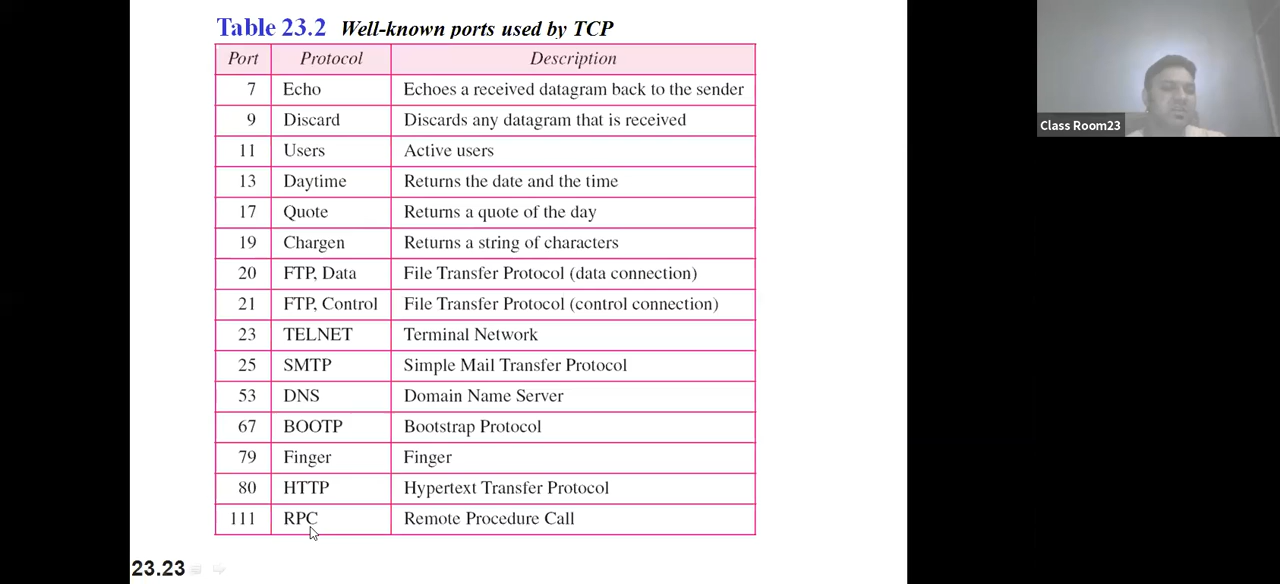 Table 23.2 Well-known ports used by TCP
Port Protocol Description
7 Echo Echoes a received datagram back to the sender
9 Discard Discards any datagram that is received
11 Users Active users
13 Daytime Returns the date and the time
17 Quote Returns a quote of the day
19 Chargen Returns a string of characters
20 FTP, Data File Transfer Protocol (data connection)
21 FTP, Control File Transfer Protocol (control connection)
23 TELNET Terminal Network
25 SMTP Simple Mail Transfer Protocol
53 DNS Domain Name Server
67 BOOTP Bootstrap Protocol
79 Finger Finger
80 HTTP Hypertext Transfer Protocol
111 RPC Remote Procedure Call
23.23
Class Room23